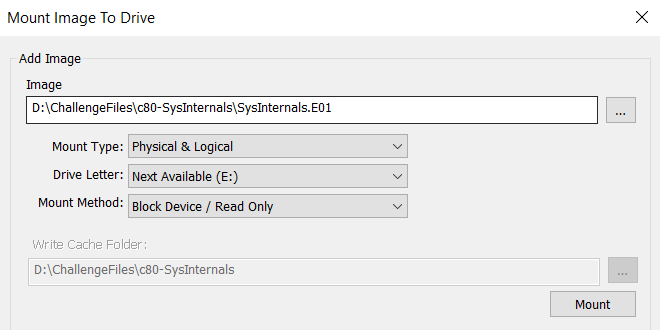 Mount Image To Drive
Add Image
Image
D:\ChallengeFiles\c80-SysInternals\SysInternals.E01
...
Mount Type: Physical & Logical
Drive Letter: Next Available (E:)
Mount Method: Block Device / Read Only
Write Cache Folder:
D:\ChallengeFiles\c80-SysInternals
...
Mount